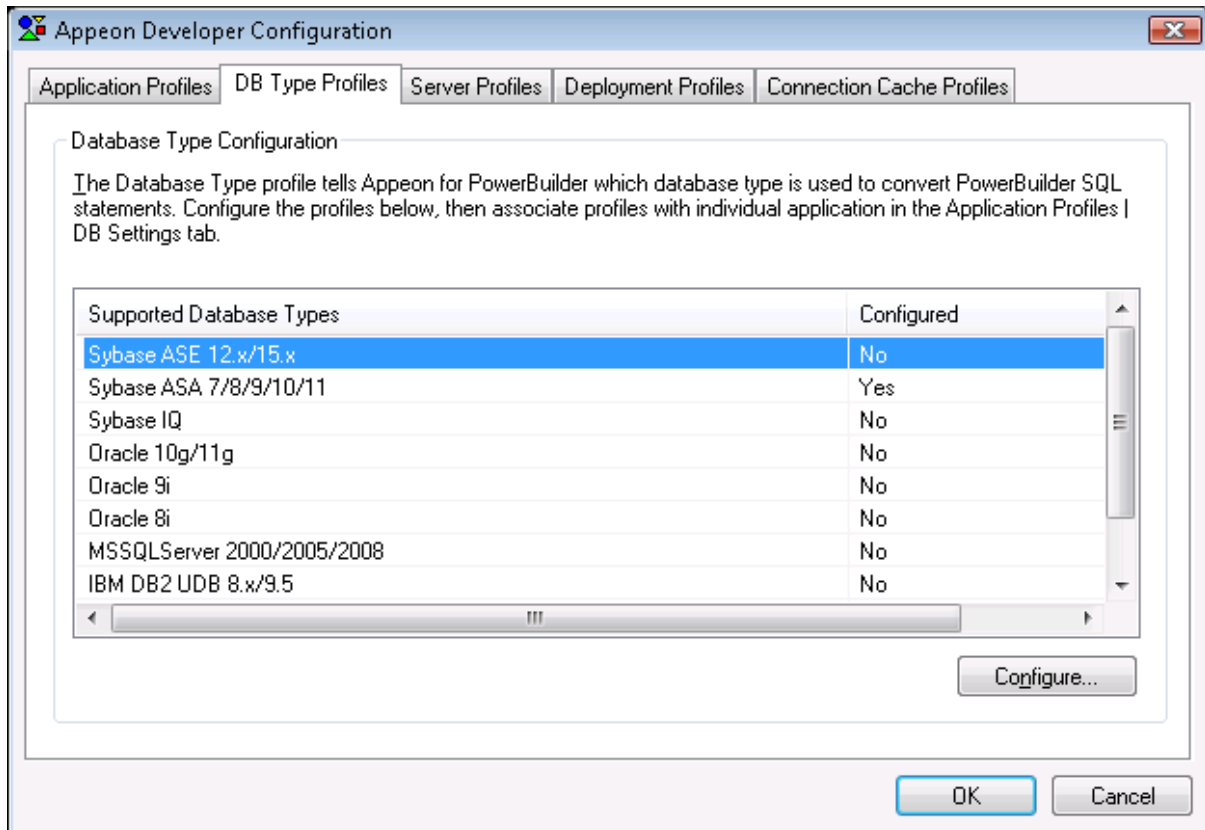 Appeon Developer Configuration
Application Profiles DB Type Profiles Server Profiles Deployment Profiles Connection Cache Profiles
Database Type Configuration
The Database Type profile tells Appeon for PowerBuilder which database type is used to convert PowerBuilder SQL
statements. Configure the profiles below, then associate profiles with individual application in the Application Profiles |
DB Settings tab.
Supported Database Types Configured
Sybase ASE 12.x/15.x No
Sybase ASA 7/8/9/10/11 Yes
Sybase IQ No
Oracle 10g/11g No
Oracle 9i No
Oracle 8i No
MSSQLServer 2000/2005/2008 No
IBM DB2 UDB 8.x/9.5 No
Configure...
OK Cancel